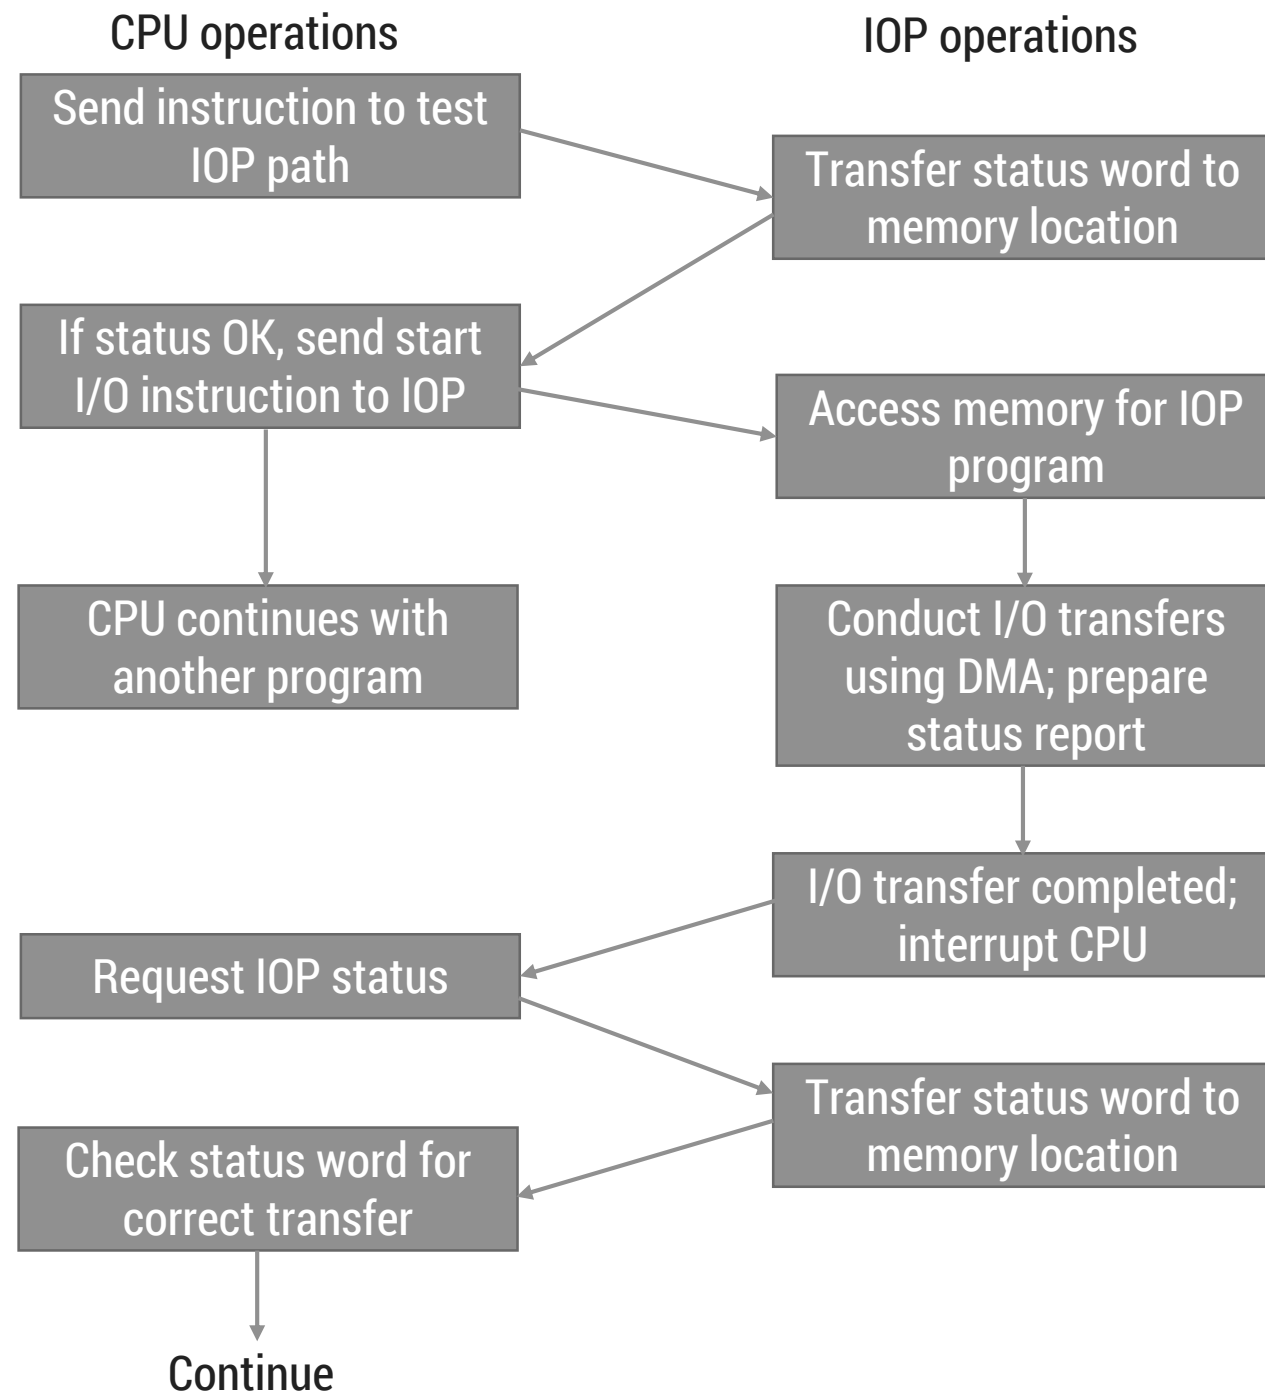 CPU operations
IOP operations
Send instruction to test
IOP path
Transfer status word to
memory location
If status OK, send start
I/O instruction to IOP
Access memory for IOP
program
CPU continues with
another program
Conduct I/O transfers
using DMA; prepare
status report
I/O transfer completed;
interrupt CPU
Request IOP status
Transfer status word to
memory location
Check status word for
correct transfer
Continue